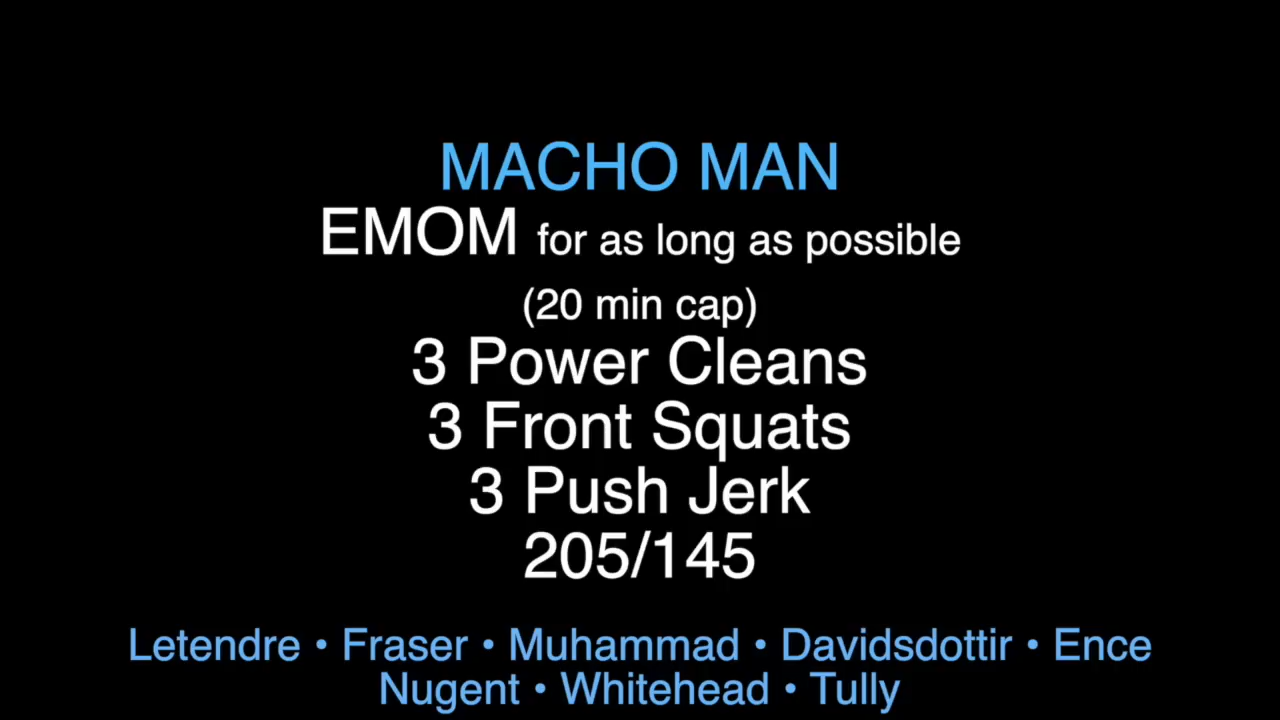 MACHO MAN
EMOM for as long as possible
(20 min cap)
3 Power Cleans
3 Front Squats
3 Push Jerk
205/145
Letendre • Fraser • Muhammad • Davidsdottir • Ence
Nugent • Whitehead • Tully